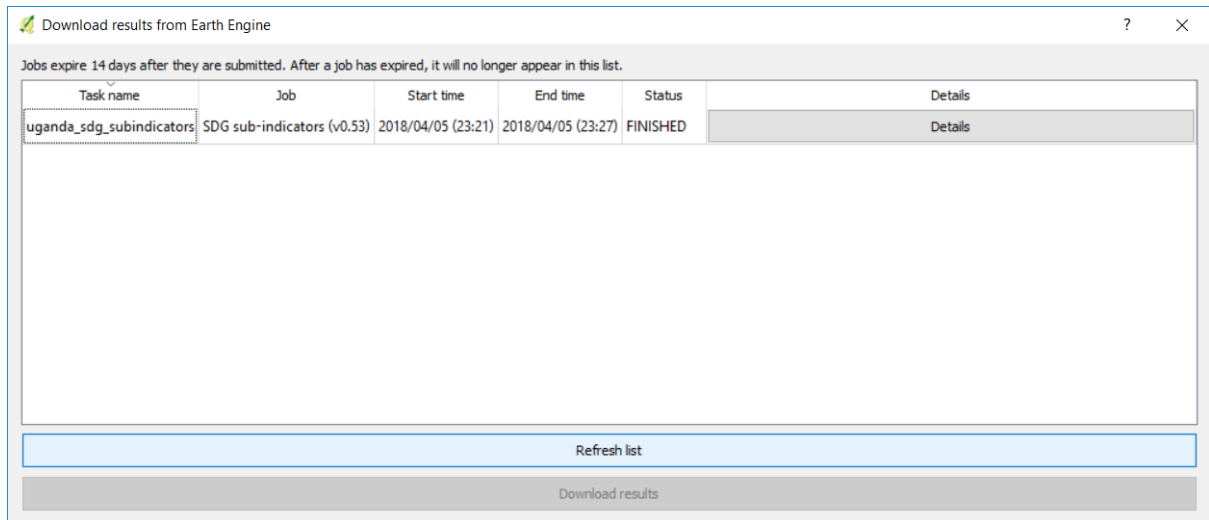 Download results from Earth Engine
Jobs expire 14 days after they are submitted. After a job has expired, it will no longer appear in this list.
Task name Job Start time End time Status Details
uganda_sdg_subindicators SDG sub-indicators (v0.53) 2018/04/05 (23:21) 2018/04/05 (23:27) FINISHED Details
Refresh list
Download results